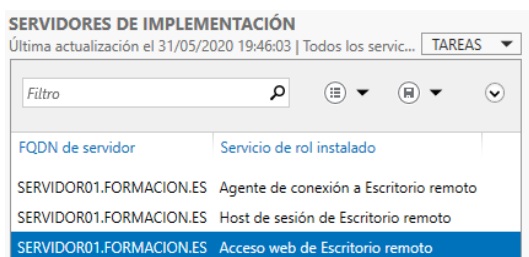 SERVIDORES DE IMPLEMENTACIÓN
Última actualización el 31/05/2020 19:46:03 | Todos los servic... TAREAS
Filtro
FQDN de servidor Servicio de rol instalado
SERVIDOR01.FORMACION.ES Agente de conexión a Escritorio remoto
SERVIDOR01.FORMACION.ES Host de sesión de Escritorio remoto
SERVIDOR01.FORMACION.ES Acceso web de Escritorio remoto